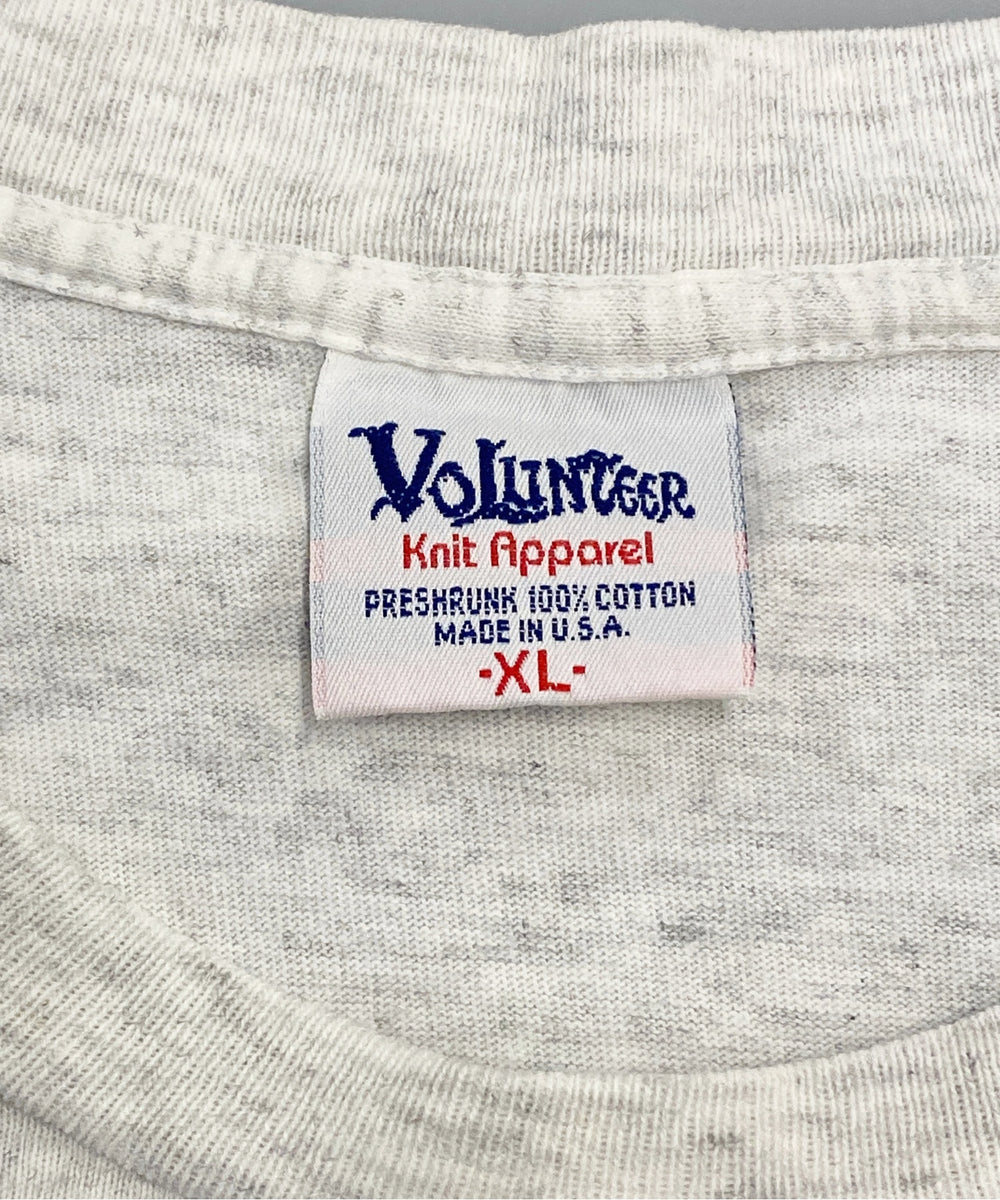 VOLUNTEER
Knit Apparel
PRESHRUNK 100% COTTON
MADE IN U.S.A.
-XL-